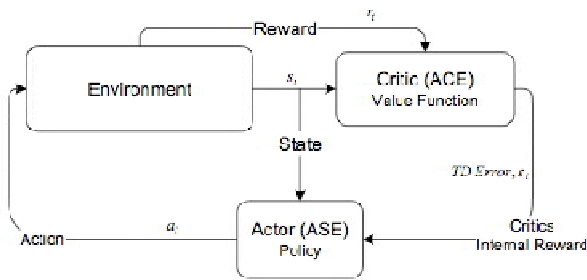 Reward
r_t
Environment
s_t
Critic (ACE)
Value Function
State
TD Error, ε_t
Actor (ASE)
Policy
a_t
Action
Critics
Internal Reward